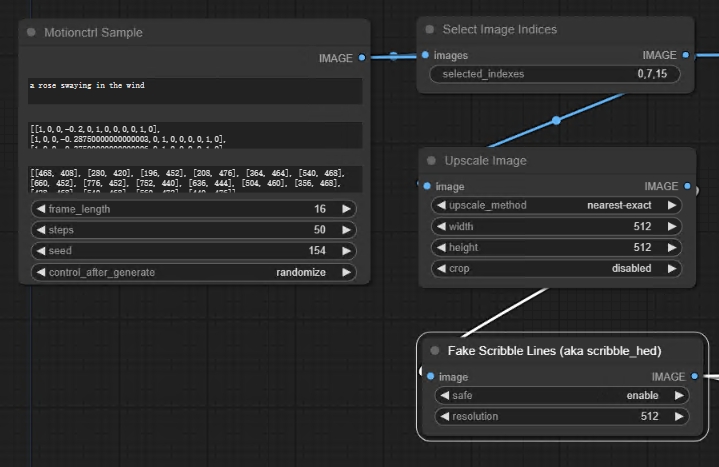 Motionctrl Sample
IMAGE
a rose swaying in the wind
[[1,0,0,-0.2,0,1,0,0,0,0,1,0],
[1,0,0,-0.28750000000000003,0,1,0,0,0,0,1,0],
[[468, 408], [280, 420], [196, 452], [208, 476], [264, 464], [540, 468],
[660, 452], [776, 452], [752, 440], [636, 444], [504, 460], [356, 468],
frame_length 16
steps 50
seed 154
control_after_generate randomize
Select Image Indices
images IMAGE
selected_indexes 0,7,15
Upscale Image
image IMAGE
upscale_method nearest-exact
width 512
height 512
crop disabled
Fake Scribble Lines (aka scribble_hed)
image IMAGE
safe enable
resolution 512